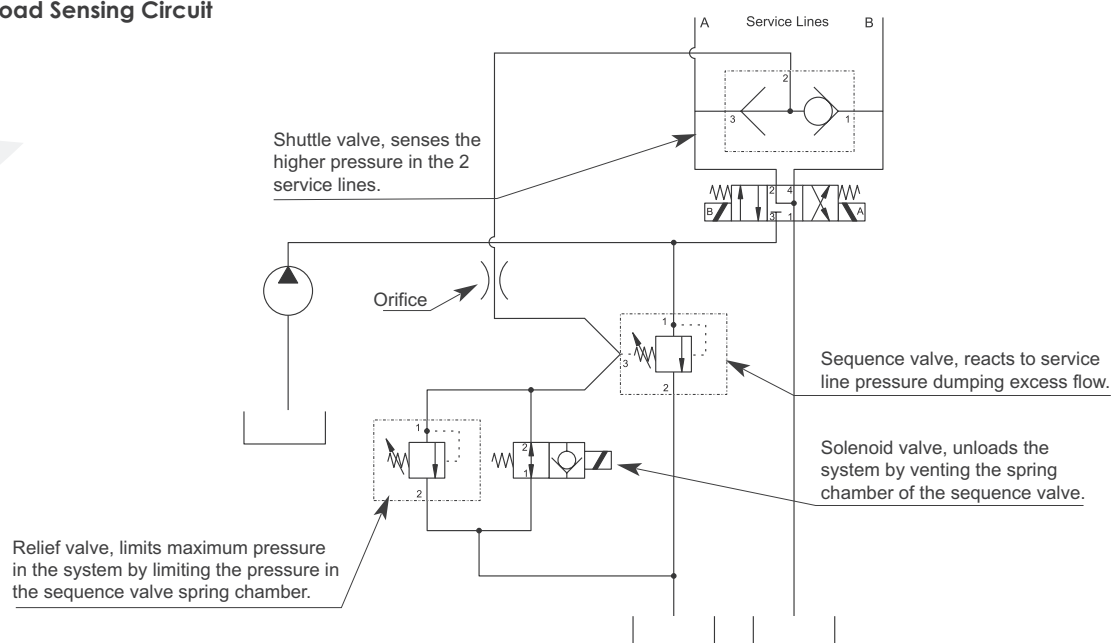 oad Sensing Circuit
A Service Lines B
2
3 1
Shuttle valve, senses the
higher pressure in the 2
service lines.
2 4
B 3 1 A
Orifice
1
3
2
Sequence valve, reacts to service
line pressure dumping excess flow.
1
2
2
1
Solenoid valve, unloads the
system by venting the spring
chamber of the sequence valve.
Relief valve, limits maximum pressure
in the system by limiting the pressure in
the sequence valve spring chamber.